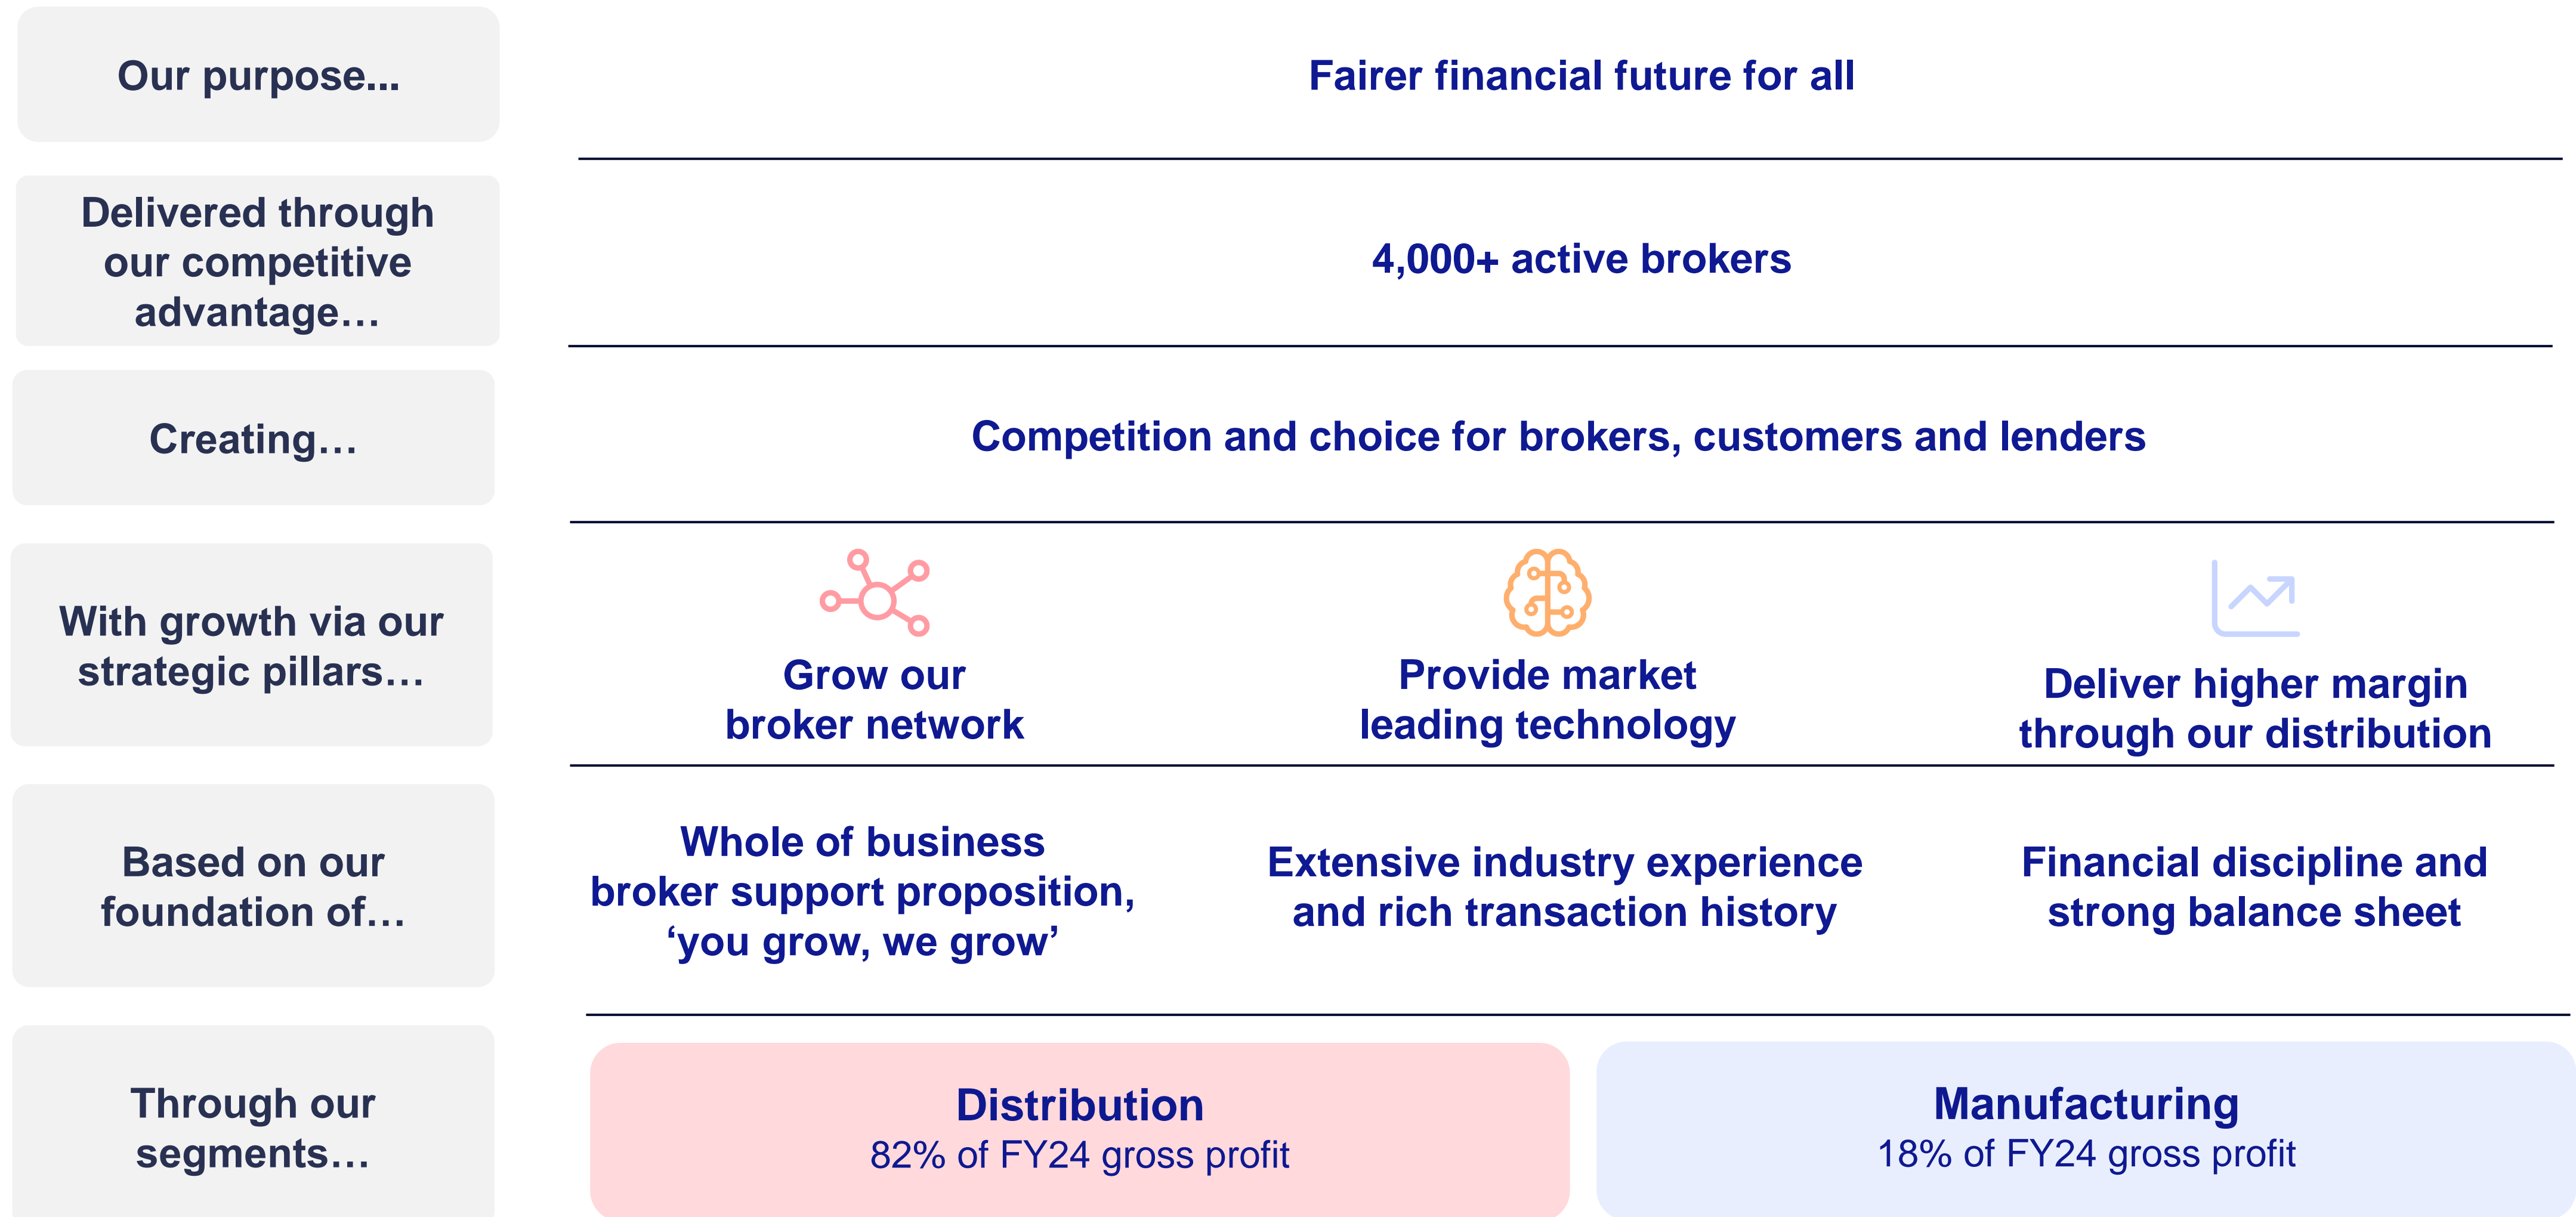 Our purpose...
Fairer financial future for all
Delivered through
our competitive
advantage…
4,000+ active brokers
Creating…
Competition and choice for brokers, customers and lenders
With growth via our
strategic pillars…
Grow our
broker network
Provide market
leading technology
Deliver higher margin
through our distribution
Based on our
foundation of…
Whole of business
broker support proposition,
‘you grow, we grow’
Extensive industry experience
and rich transaction history
Financial discipline and
strong balance sheet
Through our
segments…
Distribution
82% of FY24 gross profit
Manufacturing
18% of FY24 gross profit